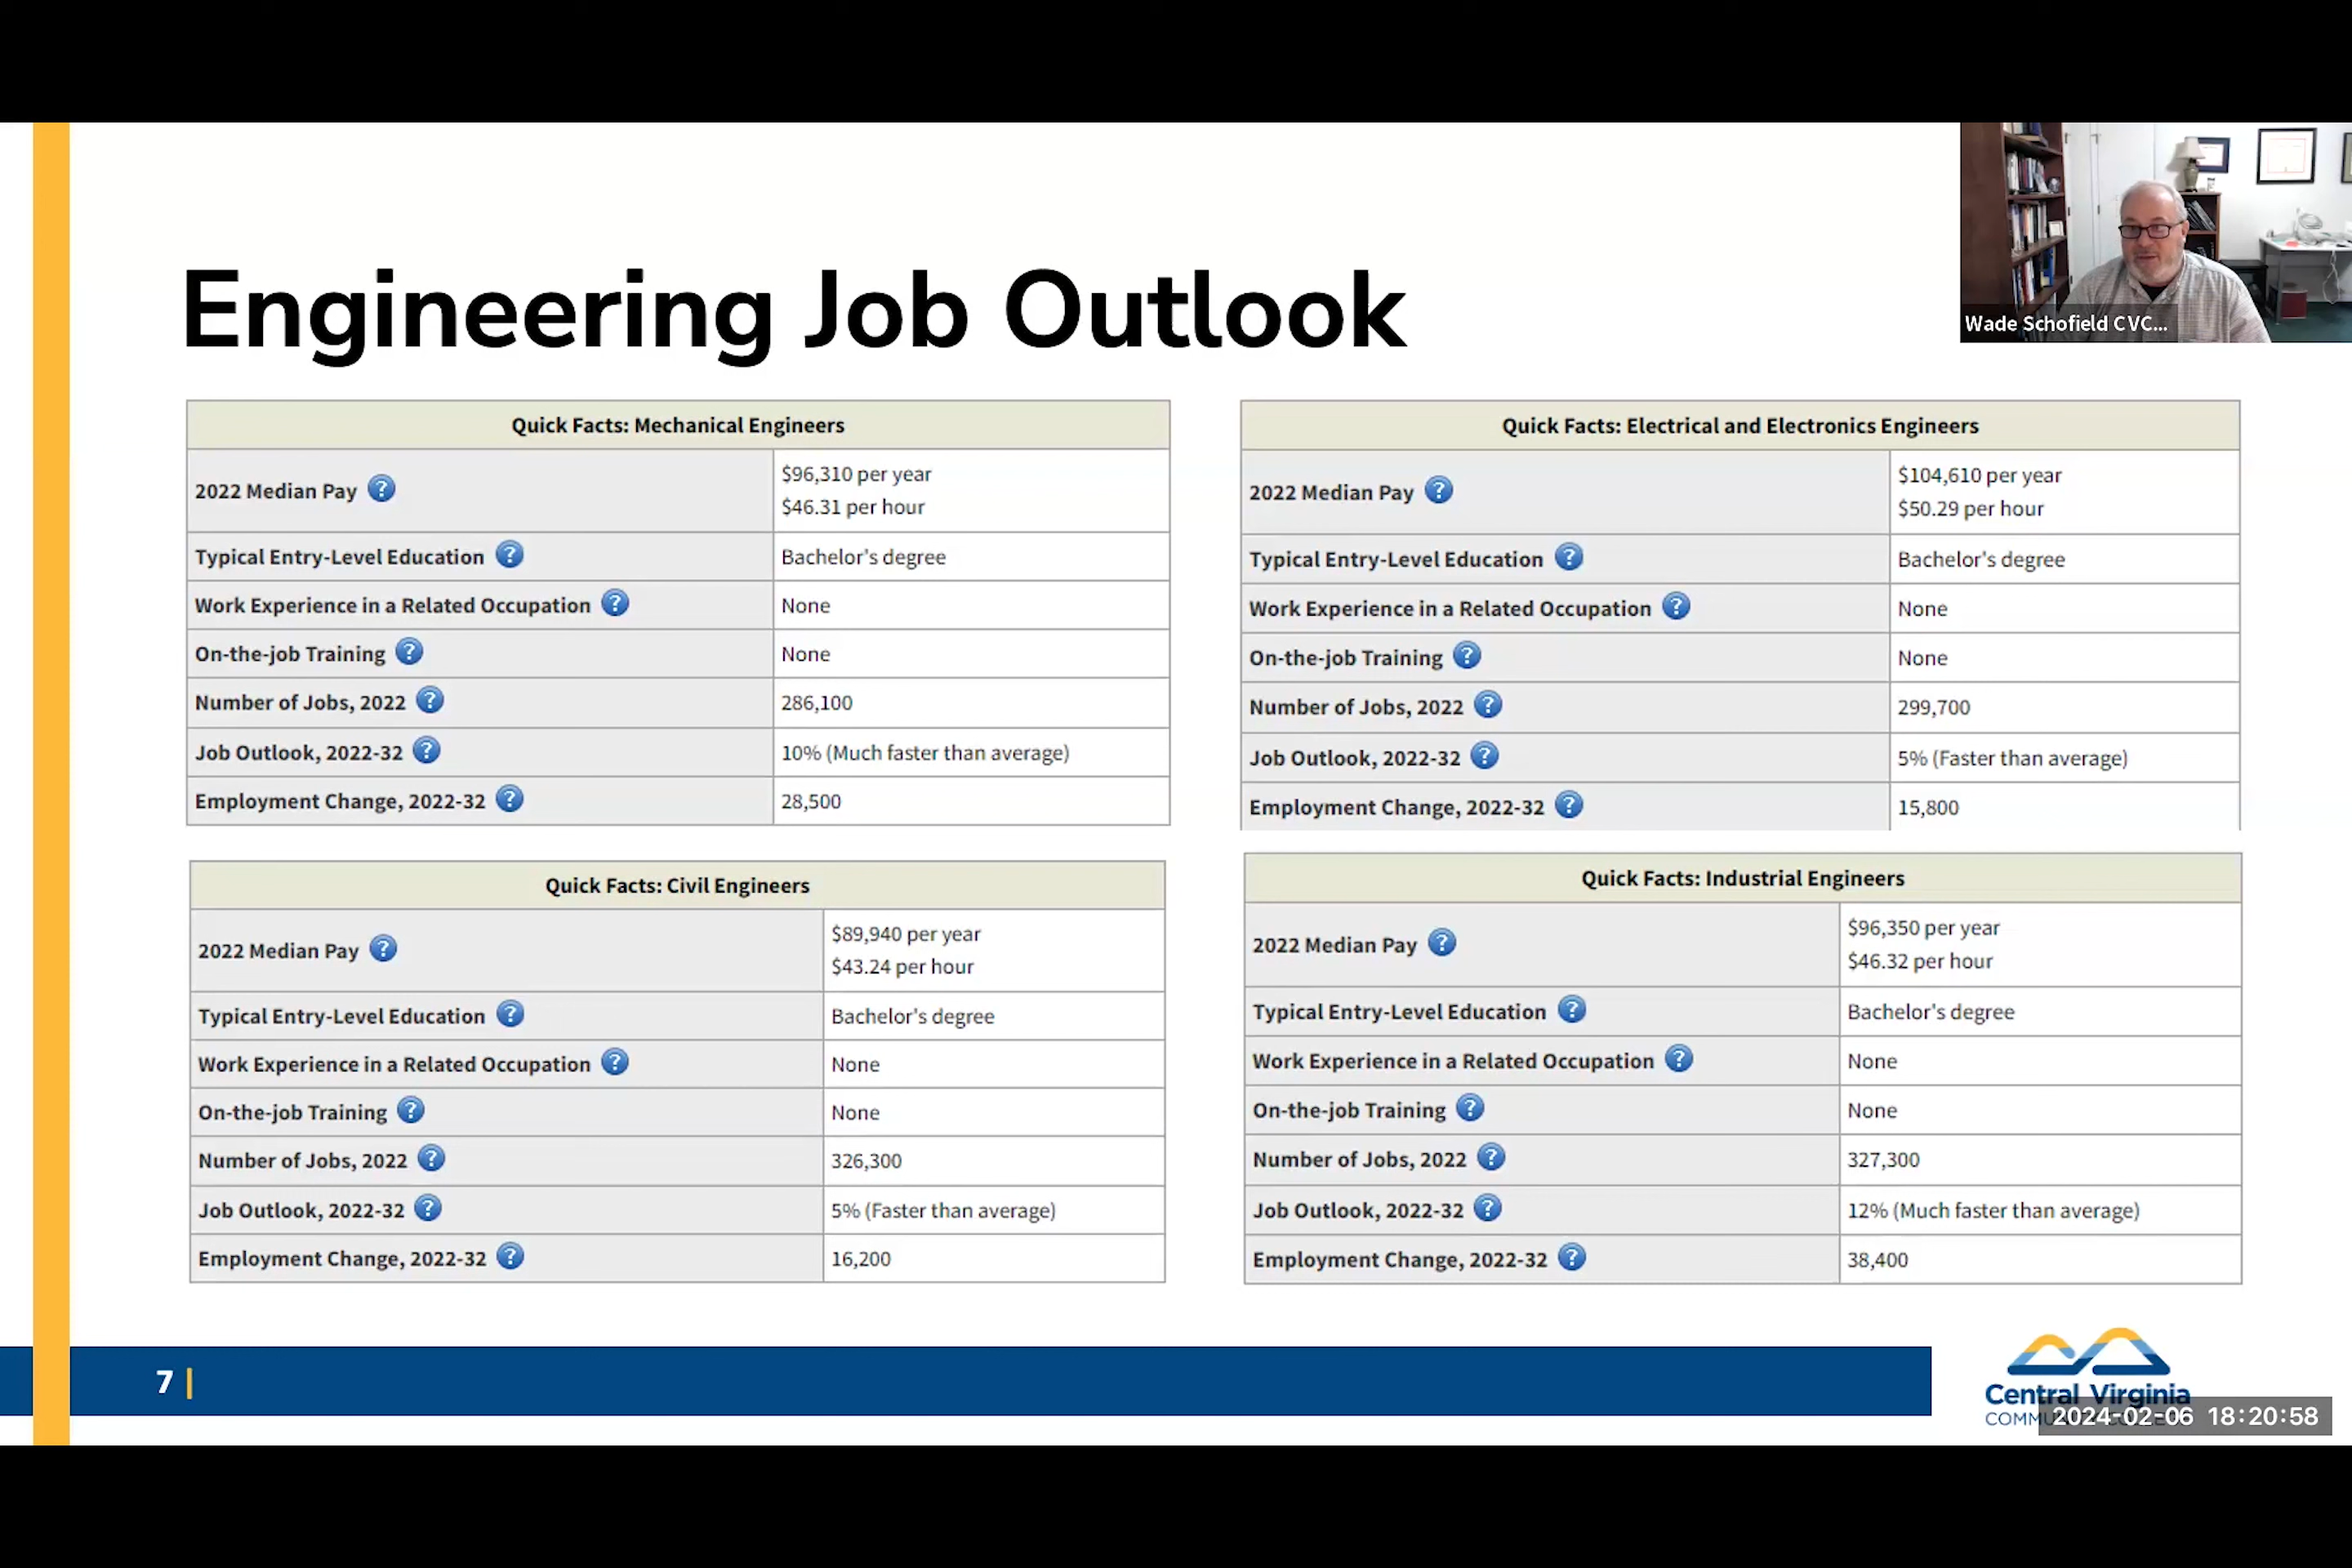 Wade Schofield CVC...
Engineering Job Outlook
Quick Facts: Mechanical Engineers
2022 Median Pay ?
$96,310 per year
$46.31 per hour
Typical Entry-Level Education ? Bachelor's degree
Work Experience in a Related Occupation ? None
On-the-job Training ? None
Number of Jobs, 2022 ? 286,100
Job Outlook, 2022-32 ? 10% (Much faster than average)
Employment Change, 2022-32 ? 28,500
Quick Facts: Electrical and Electronics Engineers
2022 Median Pay ?
$104,610 per year
$50.29 per hour
Typical Entry-Level Education ? Bachelor's degree
Work Experience in a Related Occupation ? None
On-the-job Training ? None
Number of Jobs, 2022 ? 299,700
Job Outlook, 2022-32 ? 5% (Faster than average)
Employment Change, 2022-32 ? 15,800
Quick Facts: Civil Engineers
2022 Median Pay ?
$89,940 per year
$43.24 per hour
Typical Entry-Level Education ? Bachelor's degree
Work Experience in a Related Occupation ? None
On-the-job Training ? None
Number of Jobs, 2022 ? 326,300
Job Outlook, 2022-32 ? 5% (Faster than average)
Employment Change, 2022-32 ? 16,200
Quick Facts: Industrial Engineers
2022 Median Pay ?
$96,350 per year
$46.32 per hour
Typical Entry-Level Education ? Bachelor's degree
Work Experience in a Related Occupation ? None
On-the-job Training ? None
Number of Jobs, 2022 ? 327,300
Job Outlook, 2022-32 ? 12% (Much faster than average)
Employment Change, 2022-32 ? 38,400
7 |
Central Virginia
2024-02-06 18:20:58